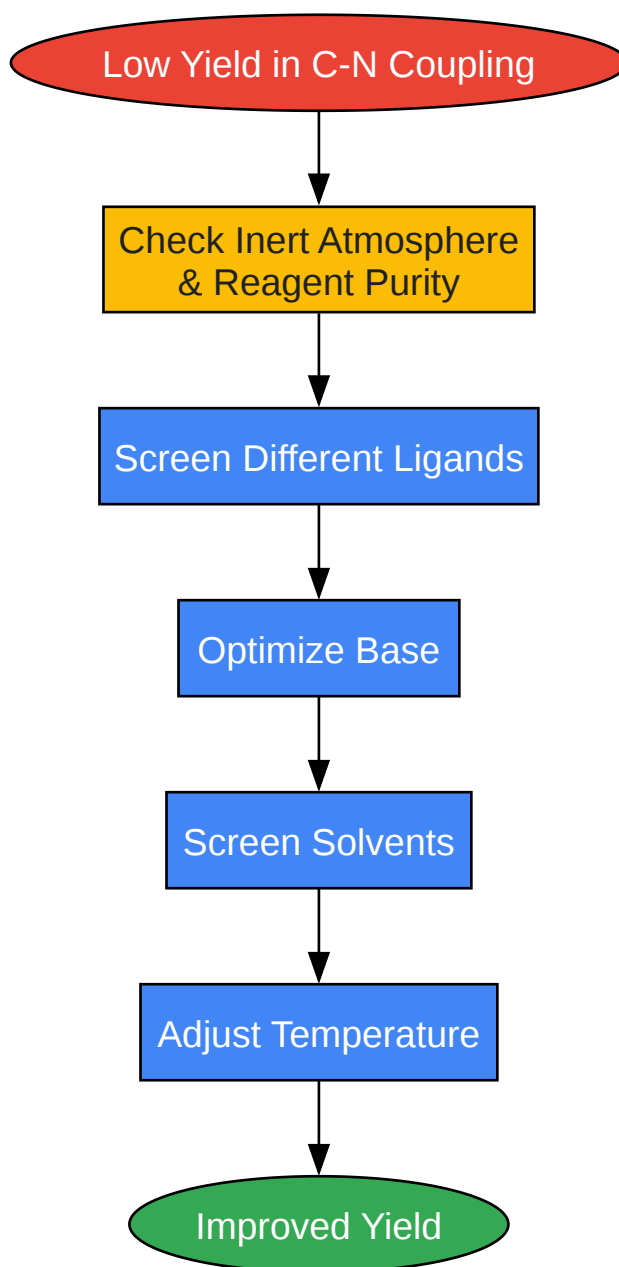 Low Yield in C-N Coupling
Check Inert Atmosphere
& Reagent Purity
Screen Different Ligands
Optimize Base
Screen Solvents
Adjust Temperature
Improved Yield